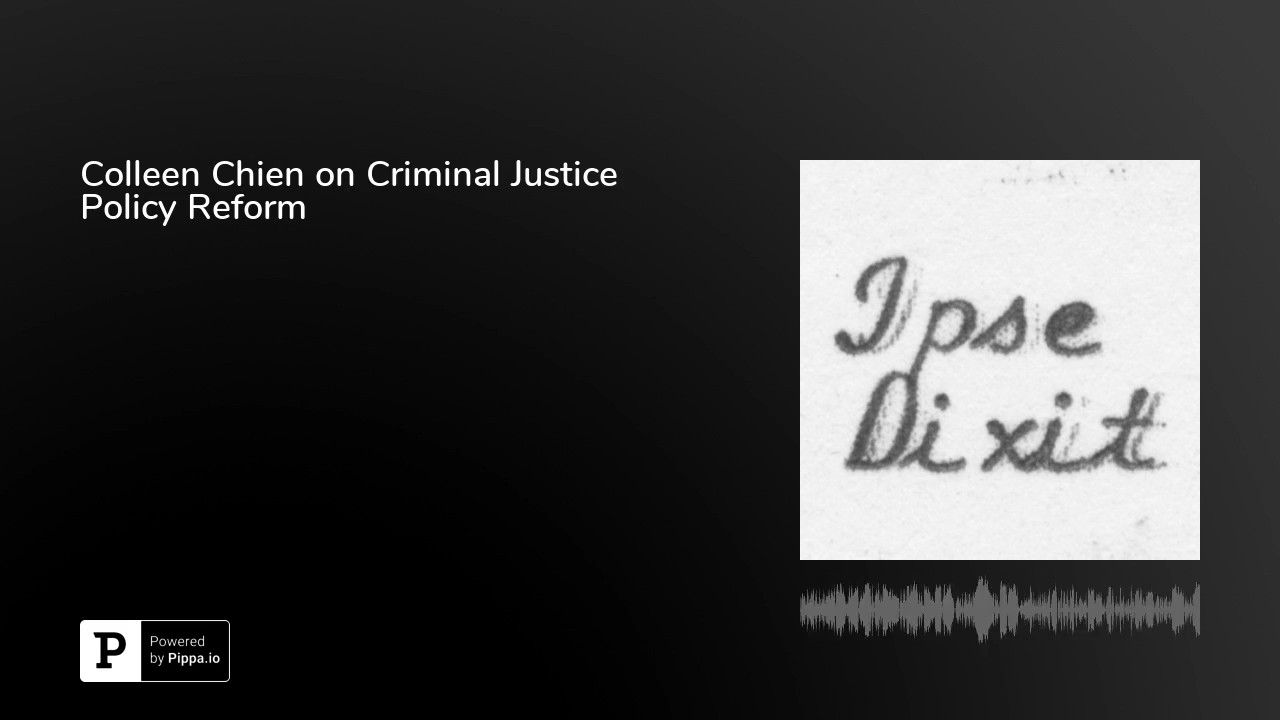 Colleen Chien on Criminal Justice
Policy Reform
Ipse
Dixit
P
Powered
by Pippa.io